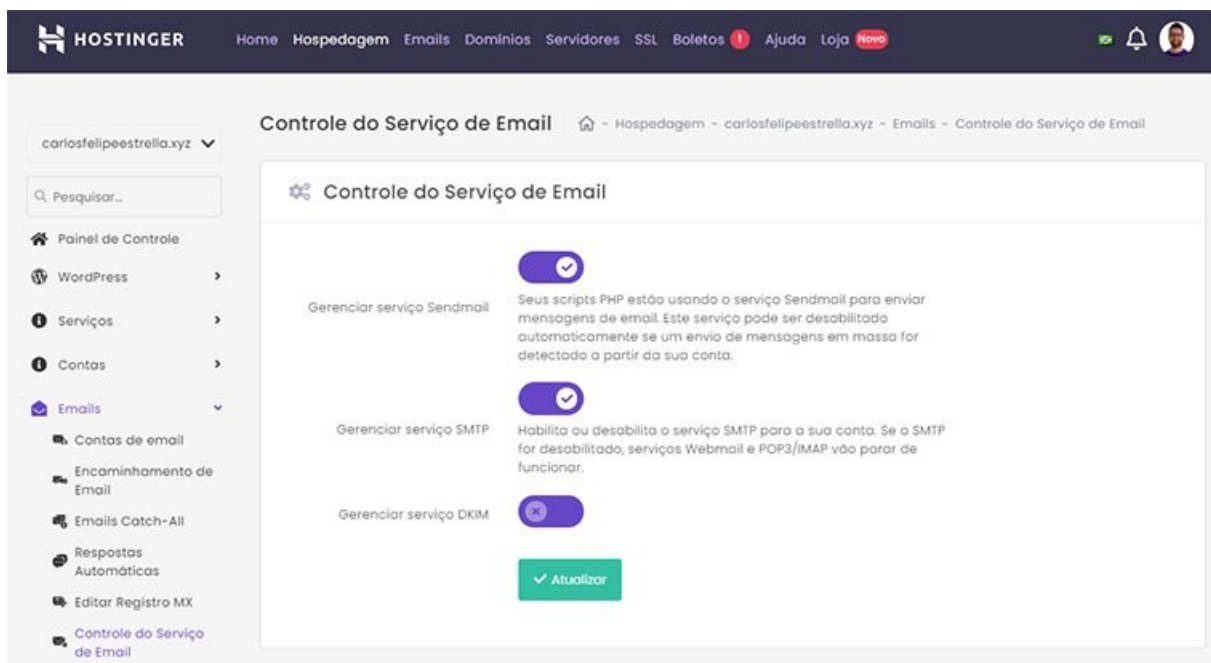 HOSTINGER Home Hospedagem Emails Domínios Servidores SSL Boletos 1 Ajuda Loja Novo
carlosfelipeestrella.xyz
Pesquisar...
Painel de Controle
WordPress
Serviços
Contas
Emails
Contas de email
Encaminhamento de
Email
Emails Catch-All
Respostas
Automáticas
Editar Registro MX
Controle do Serviço
de Email
Controle do Serviço de Email - Hospedagem - carlosfelipeestrella.xyz - Emails - Controle do Serviço de Email
Controle do Serviço de Email
Gerenciar serviço Sendmail
Seus scripts PHP estão usando o serviço Sendmail para enviar
mensagens de email. Este serviço pode ser desabilitado
automaticamente se um envio de mensagens em massa for
detectado a partir da sua conta.
Gerenciar serviço SMTP
Habilita ou desabilita o serviço SMTP para a sua conta. Se o SMTP
for desabilitado, serviços Webmail e POP3/IMAP vão parar de
funcionar.
Gerenciar serviço DKIM
Atualizar